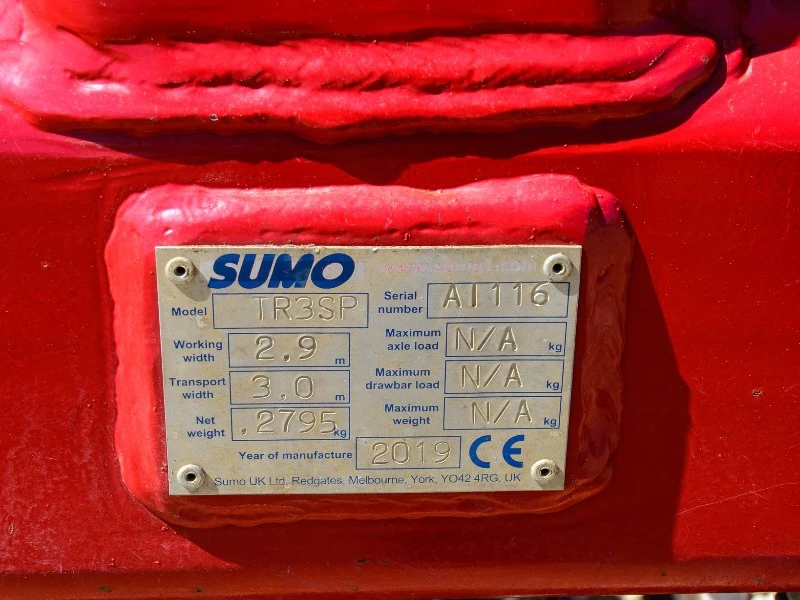 SUMO
Model TR3SP
Serial number AI116
Working width 2.9 m
Maximum axle load N/A kg
Transport width 3.0 m
Maximum drawbar load N/A kg
Net weight .2795 kg
Maximum weight N/A kg
Year of manufacture 2019 CE
Sumo UK Ltd, Redgates, Melbourne, York, YO42 4RG, UK